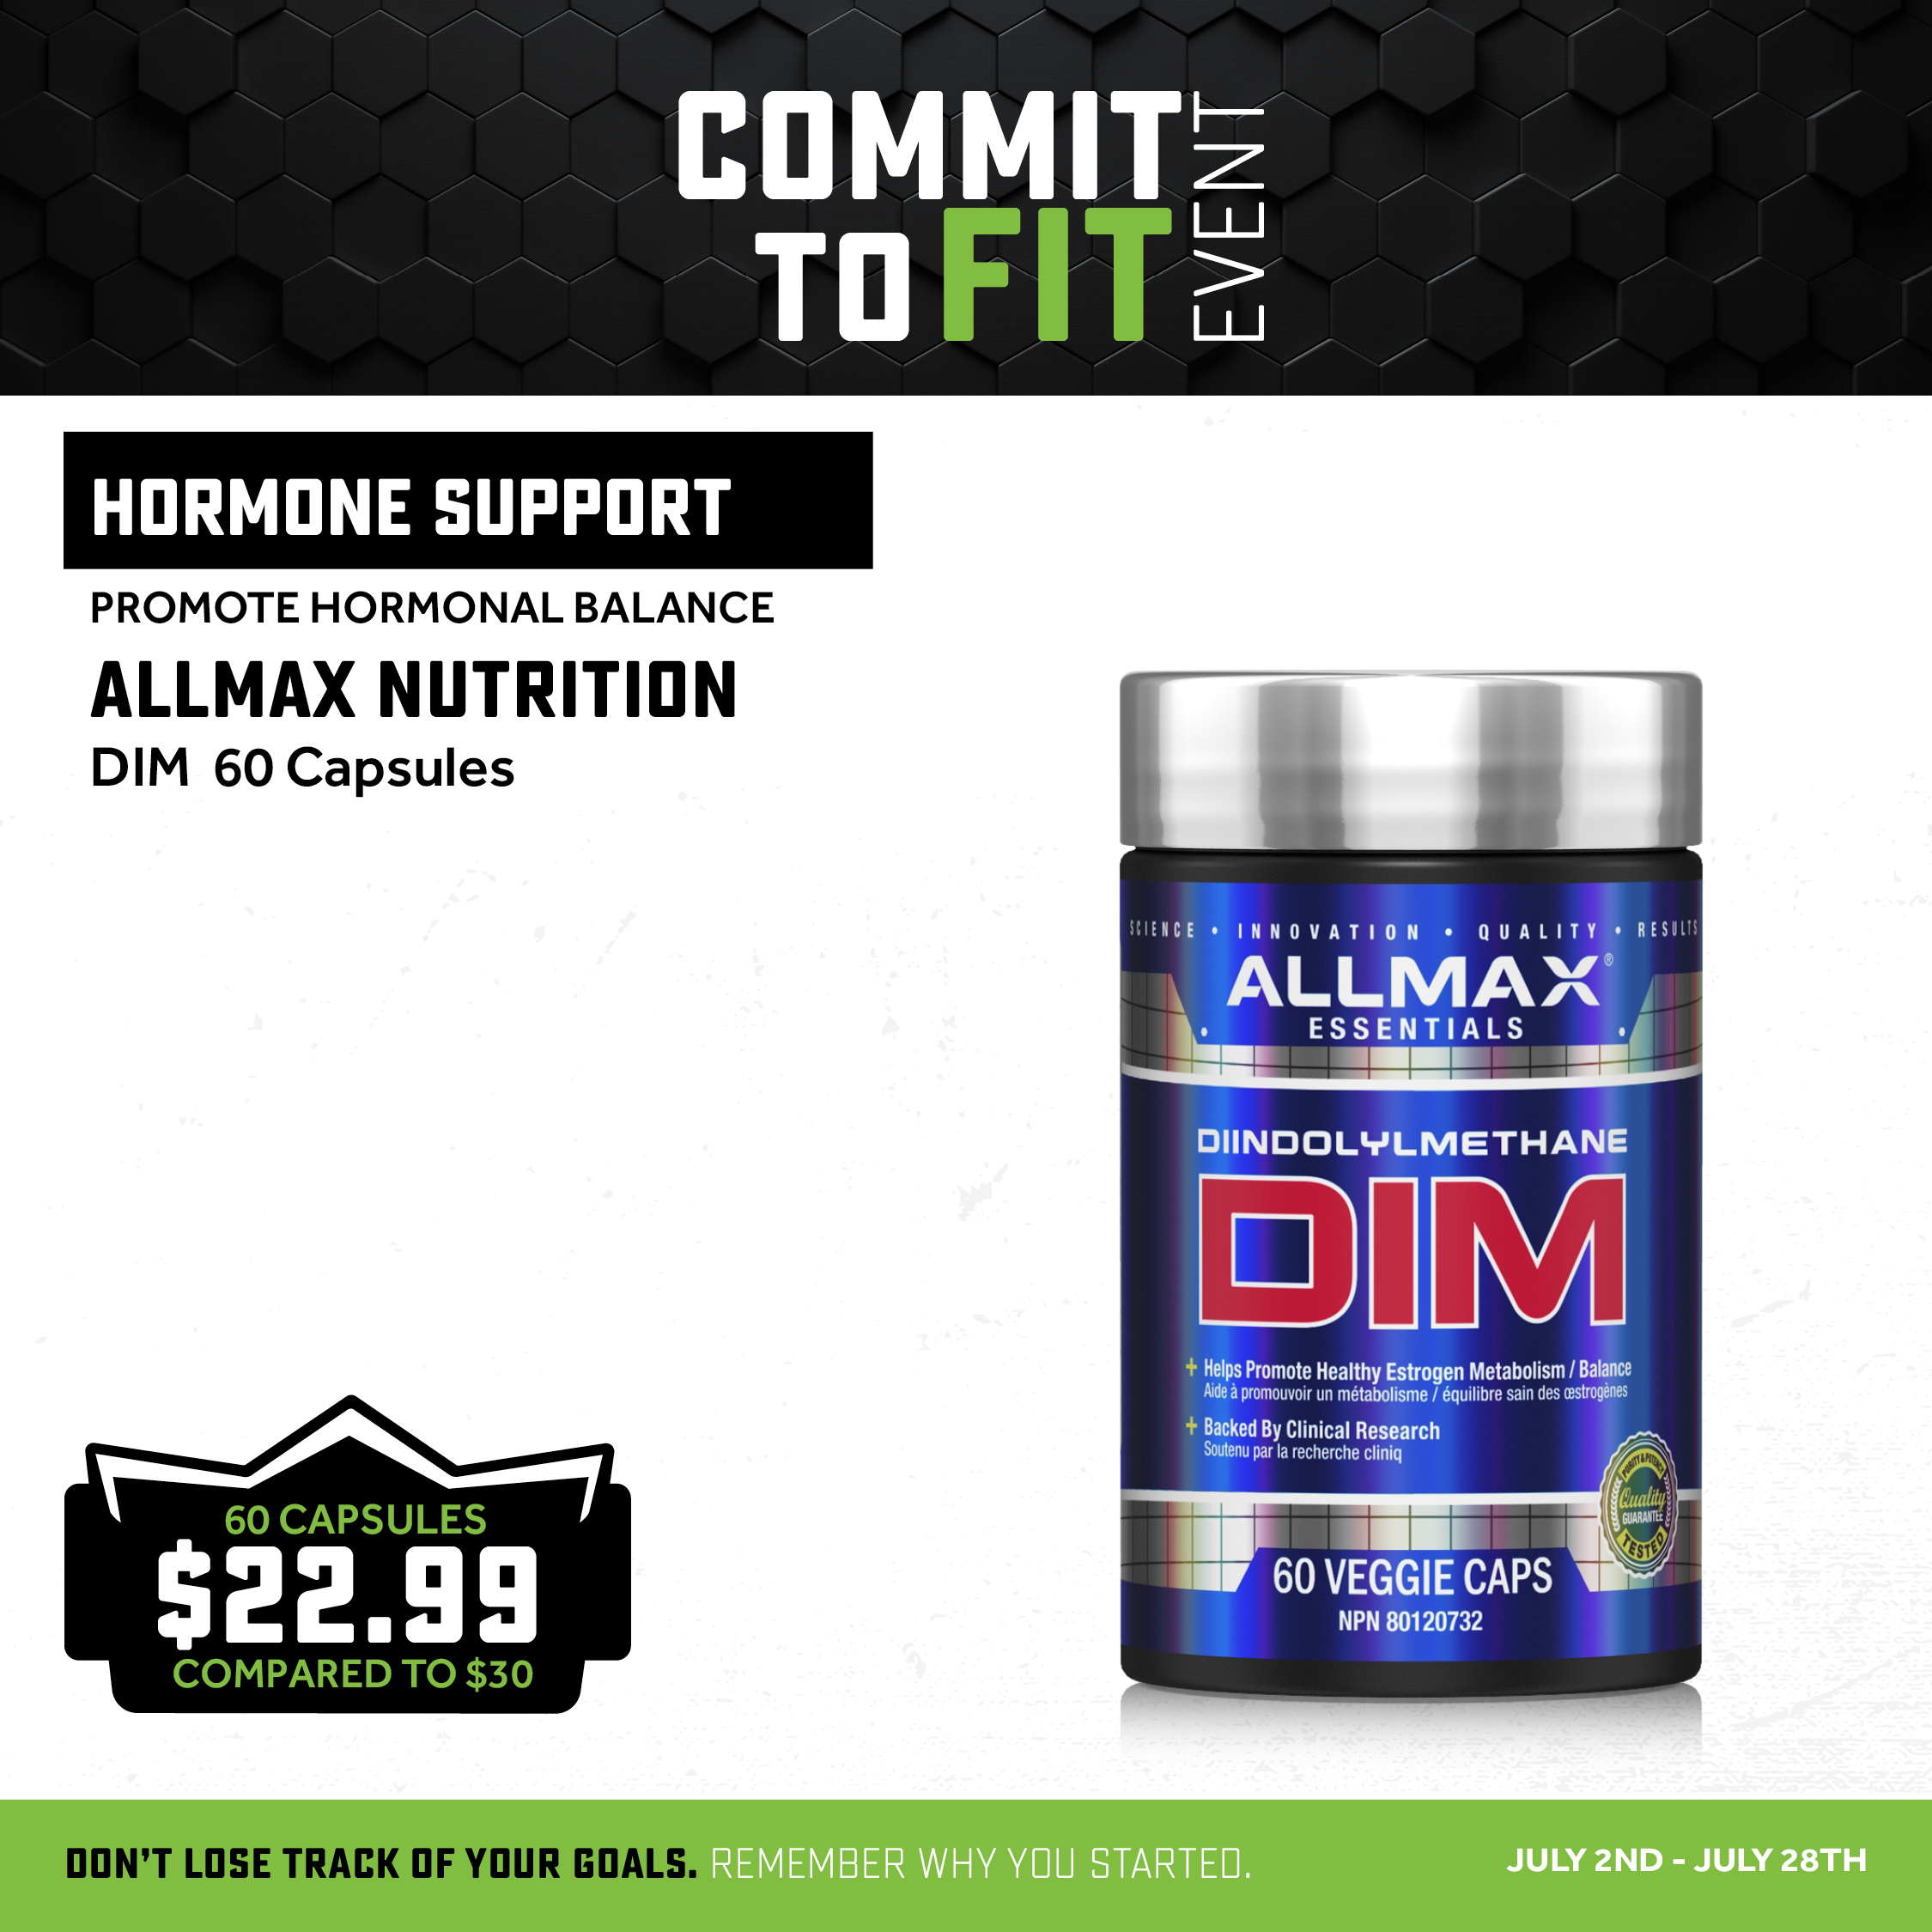 COMMIT
TO FIT
EVENT
HORMONE SUPPORT
PROMOTE HORMONAL BALANCE
ALLMAX NUTRITION
DIM 60 Capsules
SCIENCE • INNOVATION • QUALITY • RESULTS
ALLMAX®
ESSENTIALS
DIINDOLYLMETHANE
DIM
+ Helps Promote Healthy Estrogen Metabolism / Balance
Aide à promouvoir un métabolisme / équilibre sain des œstrogènes
+ Backed By Clinical Research
Soutenu par la recherche cliniq
PURITY & POTENCY
Quality
GUARANTEE
TESTED
60 VEGGIE CAPS
NPN 80120732
60 CAPSULES
$22.99
COMPARED TO $30
DON'T LOSE TRACK OF YOUR GOALS. REMEMBER WHY YOU STARTED.
JULY 2ND - JULY 28TH